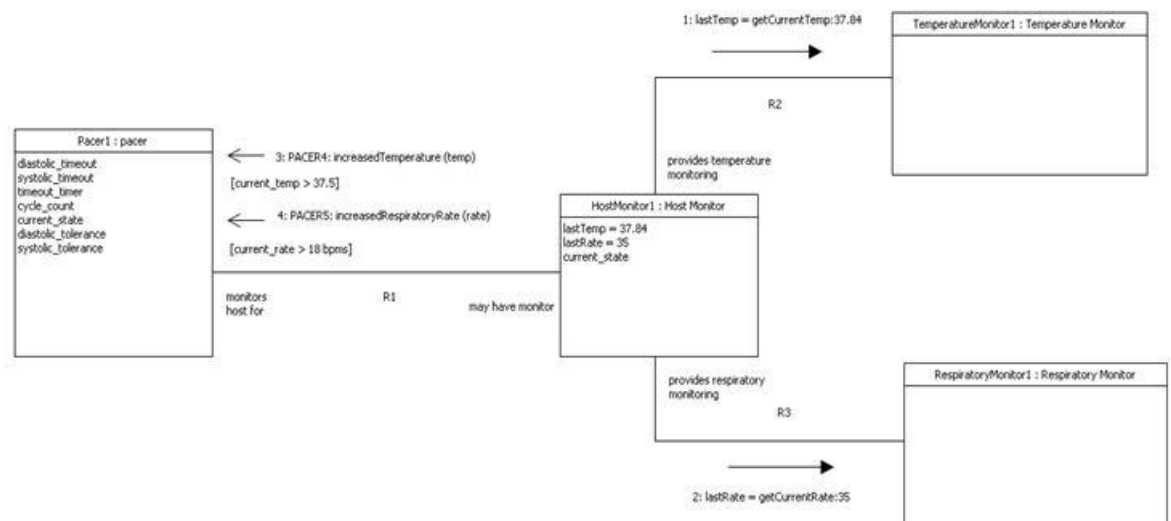 1: lastTemp = getCurrentTemp:37.84
TemperatureMonitor1 : Temperature Monitor
R2
Pacer1 : pacer
diastolic_timeout
systolic_timeout
timeout_timer
cycle_count
current_state
diastolic_tolerance
systolic_tolerance
3: PACER4: increasedTemperature (temp)
[current_temp > 37.5]
4: PACER5: increasedRespiratoryRate (rate)
[current_rate > 18 bpms]
provides temperature
monitoring
HostMonitor1 : Host Monitor
lastTemp = 37.84
lastRate = 35
current_state
monitors
host for
R1
may have monitor
provides respiratory
monitoring
R3
RespiratoryMonitor1 : Respiratory Monitor
2: lastRate = getCurrentRate:35